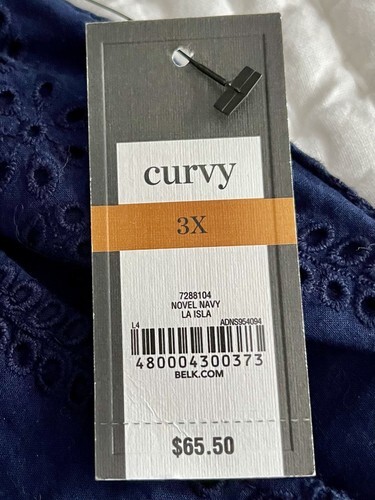 curvy
3X
7288104
NOVEL NAVY
LA ISLA
L4 ADNS954094
480004300373
BELK.COM
$65.50